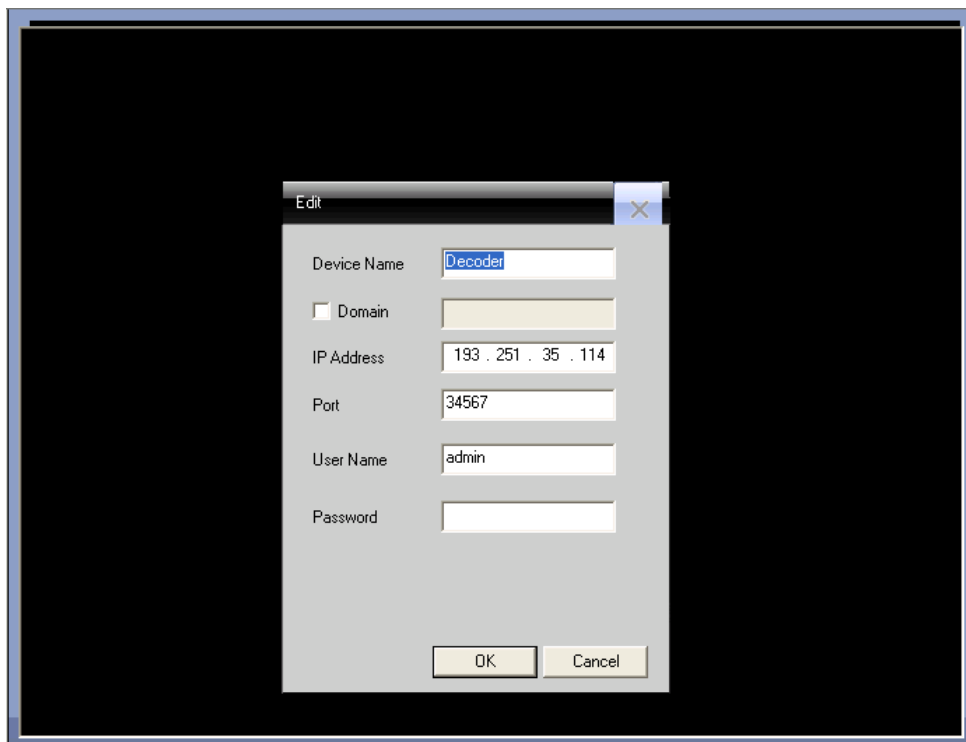 Edit
Device Name Decoder
Domain
IP Address 193 . 251 . 35 . 114
Port 34567
User Name admin
Password
OK Cancel